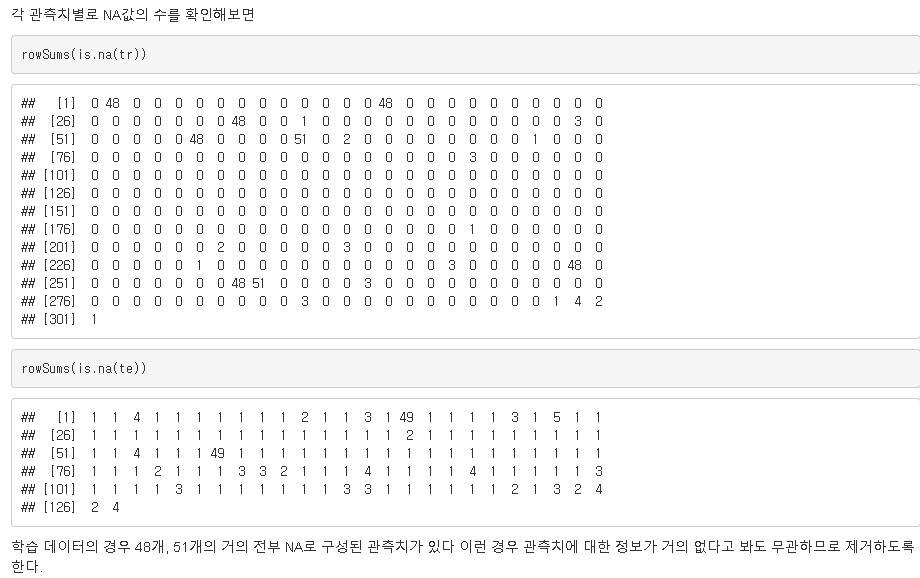 각 관측치별로 NA값의 수를 확인해보면
rowSums(is.na(tr))
##   [1]  0 48  0  0  0  0  0  0  0  0  0  0  0  0 48  0  0  0  0  0  0  0  0  0  0
##  [26]  0  0  0  0  0  0  0 48  0  0  1  0  0  0  0  0  0  0  0  0  0  0  0  3  0
##  [51]  0  0  0  0  0 48  0  0  0  0 51  0  2  0  0  0  0  0  0  0  0  1  0  0  0
##  [76]  0  0  0  0  0  0  0  0  0  0  0  0  0  0  0  0  0  0  3  0  0  0  0  0  0
## [101]  0  0  0  0  0  0  0  0  0  0  0  0  0  0  0  0  0  0  0  0  0  0  0  0  0
## [126]  0  0  0  0  0  0  0  0  0  0  0  0  0  0  0  0  0  0  0  0  0  0  0  0  0
## [151]  0  0  0  0  0  0  0  0  0  0  0  0  0  0  0  0  0  0  0  0  0  0  0  0  0
## [176]  0  0  0  0  0  0  0  0  0  0  0  0  0  0  0  0  0  0  1  0  0  0  0  0  0
## [201]  0  0  0  0  0  0  2  0  0  0  0  0  3  0  0  0  0  0  0  0  0  0  0  0  0
## [226]  0  0  0  0  0  1  0  0  0  0  0  0  0  0  0  0  0  3  0  0  0  0  0 48  0
## [251]  0  0  0  0  0  0  0 48 51  0  0  0  0  3  0  0  0  0  0  0  0  0  0  0  0
## [276]  0  0  0  0  0  0  0  0  0  0  3  0  0  0  0  0  0  0  0  0  0  0  1  4  2
## [301]  1
rowSums(is.na(te))
##   [1]  1  1  4  1  1  1  1  1  1  1  2  1  1  3  1 49  1  1  1  1  3  1  5  1  1
##  [26]  1  1  1  1  1  1  1  1  1  1  1  1  1  1  1  2  1  1  1  1  1  1  1  1  1
##  [51]  1  1  4  1  1  1 49  1  1  1  1  1  1  1  1  1  1  1  1  1  1  1  1  1  1
##  [76]  1  1  1  2  1  1  1  3  3  2  1  1  1  4  1  1  1  1  4  1  1  1  1  1  3
## [101]  1  1  1  1  3  1  1  1  1  1  1  1  3  3  1  1  1  1  1  1  2  1  3  2  4
## [126]  2  4
학습 데이터의 경우 48개, 51개의 거의 전부 NA로 구성된 관측치가 있다 이런 경우 관측치에 대한 정보가 거의 없다고 봐도 무관하므로 제거하도록
한다.